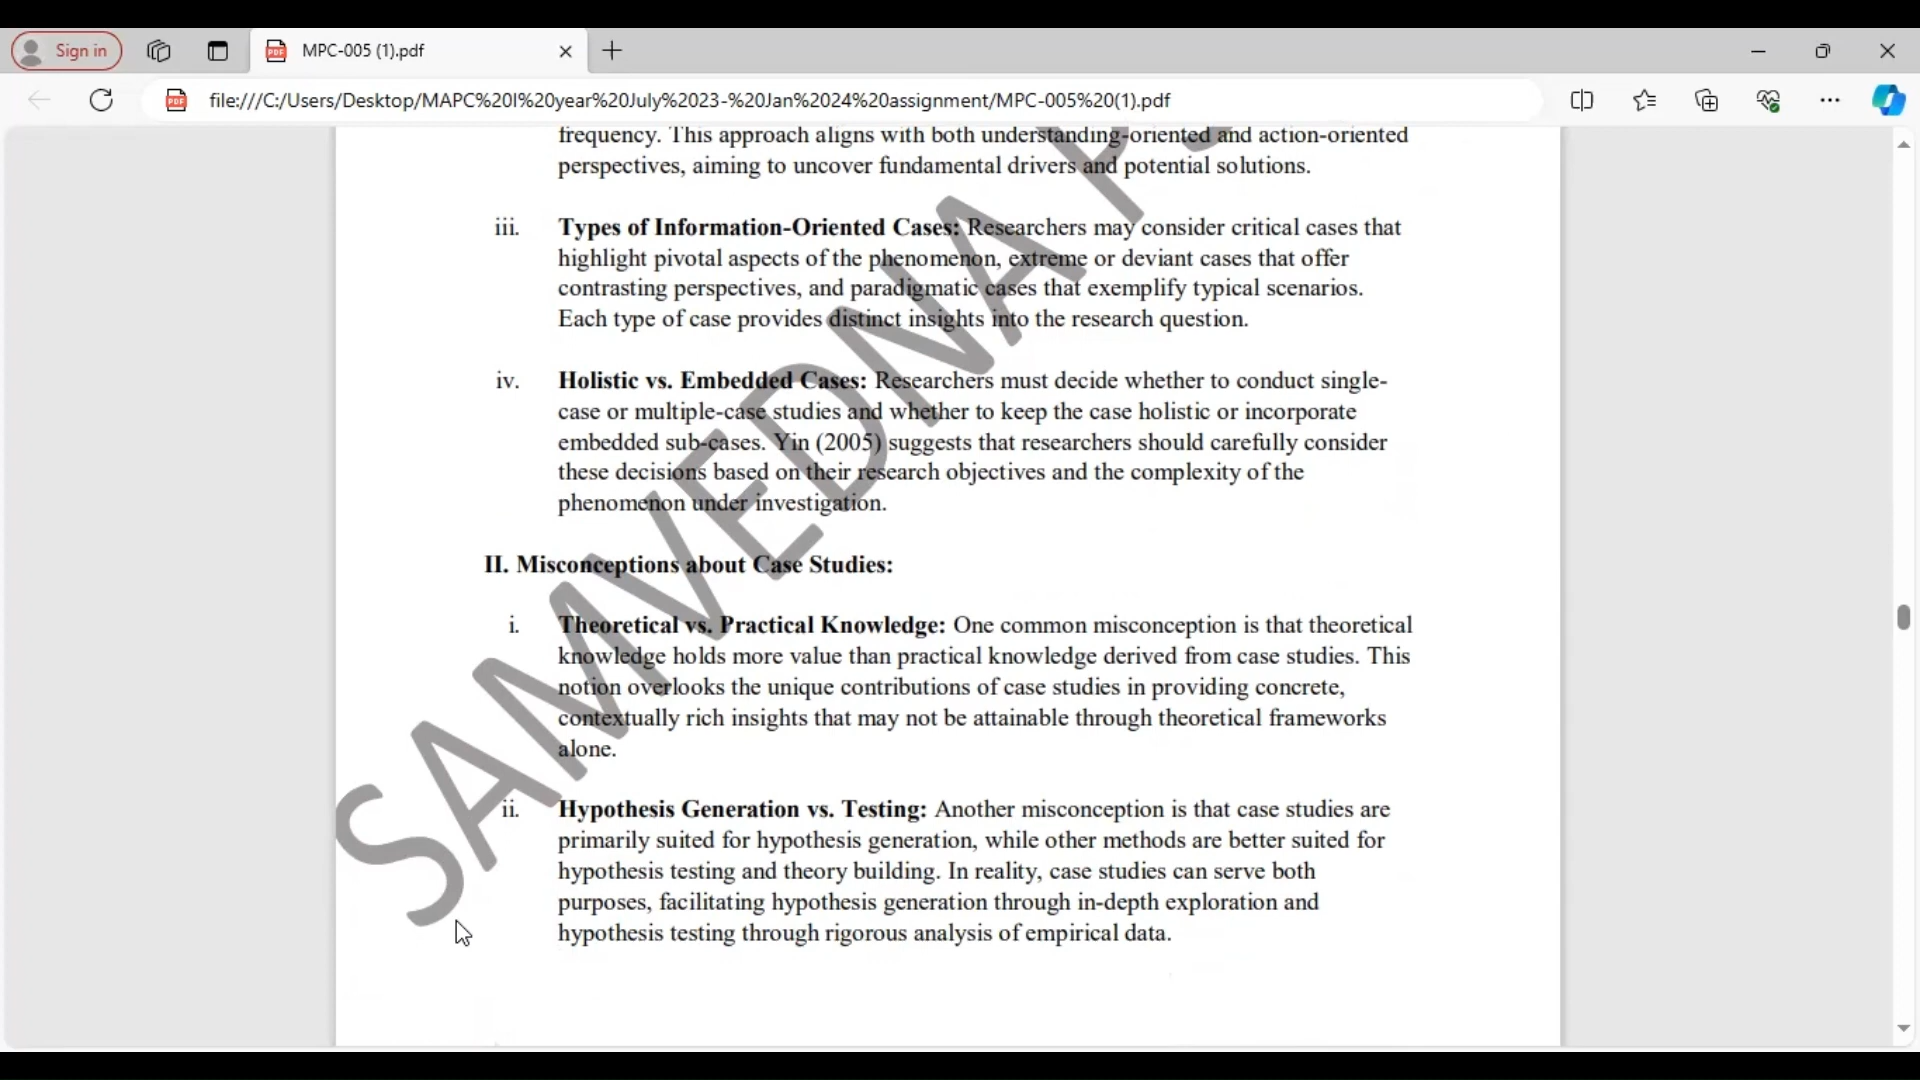 Sign in
MPC-005 (1).pdf
file:///C:/Users/Desktop/MAPC%20I%20year%20July%2023-%20Jan%2024%20assignment/MPC-005%20(1).pdf
frequency. This approach aligns with both understanding-oriented and action-oriented
perspectives, aiming to uncover fundamental drivers and potential solutions.
iii. Types of Information-Oriented Cases: Researchers may consider critical cases that
highlight pivotal aspects of the phenomenon, extreme or deviant cases that offer
contrasting perspectives, and paradigmatic cases that exemplify typical scenarios.
Each type of case provides distinct insights into the research question.
iv. Holistic vs. Embedded Cases: Researchers must decide whether to conduct single-
case or multiple-case studies and whether to keep the case holistic or incorporate
embedded sub-cases. Yin (2005) suggests that researchers should carefully consider
these decisions based on their research objectives and the complexity of the
phenomenon under investigation.
II. Misconceptions about Case Studies:
i. Theoretical vs. Practical Knowledge: One common misconception is that theoretical
knowledge holds more value than practical knowledge derived from case studies. This
notion overlooks the unique contributions of case studies in providing concrete,
contextually rich insights that may not be attainable through theoretical frameworks
alone.
ii. Hypothesis Generation vs. Testing: Another misconception is that case studies are
primarily suited for hypothesis generation, while other methods are better suited for
hypothesis testing and theory building. In reality, case studies can serve both
purposes, facilitating hypothesis generation through in-depth exploration and
hypothesis testing through rigorous analysis of empirical data.
SAMVEDNA